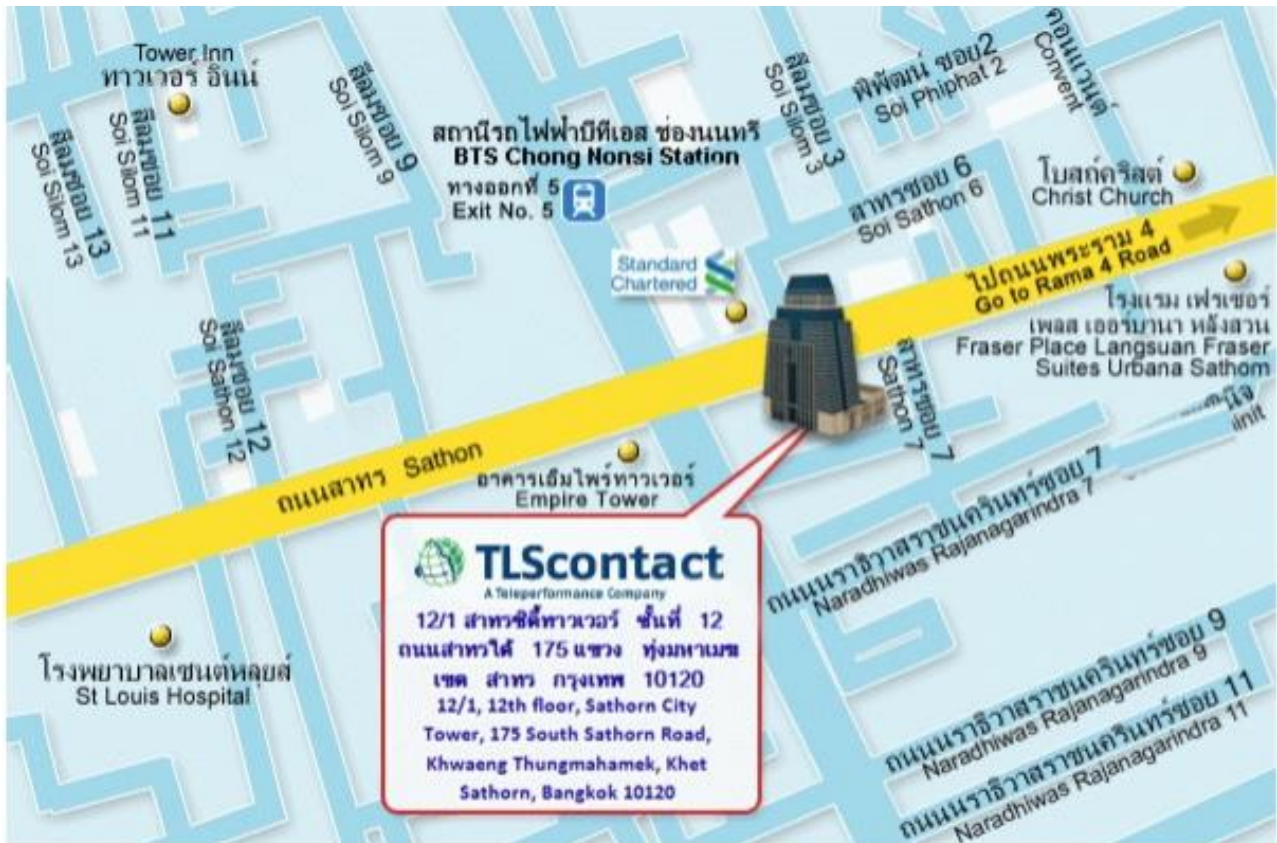 Tower Inn
ทาวเวอร์ อินน์
สีลมซอย 13
Soi Silom 13
สีลมซอย 11
Soi Silom 11
สีลมซอย 9
Soi Silom 9
สถานีรถไฟฟ้าบีทีเอส ช่องนนทรี
BTS Chong Nonsi Station
ทางออกที่ 5
Exit No. 5
สีลมซอย 3
Soi Silom 3
พิพัฒน์ ซอย2
Soi Phiphat 2
คอนแวนต์
Convent
สาทรซอย 6
Soi Sathon 6
โบสถ์คริสต์
Christ Church
Standard
Chartered
ไปถนนพระราม 4
Go to Rama 4 Road
โรงแรม เฟรเซอร์
เพลส เออร์บานา หลังสวน
Fraser Place Langsuan Fraser
Suites Urbana Sathorn
สีลมซอย 12
Soi Sathon 12
สาทรซอย 7
Sathon 7
ถนนสาทร Sathon
อาคารเอ็มไพร์ทาวเวอร์
Empire Tower
init
ถนนนราธิวาสราชนครินทร์ซอย 7
Naradhiwas Rajanagarindra 7
TLScontact
A Teleperformance Company
12/1 สาทรซิตี้ทาวเวอร์ ชั้นที่ 12
ถนนสาทรใต้ 175 แขวง ทุ่งมหาเมฆ
เขต สาทร กรุงเทพ 10120
12/1, 12th floor, Sathorn City
Tower, 175 South Sathorn Road,
Khwaeng Thungmahamek, Khet
Sathorn, Bangkok 10120
โรงพยาบาลเซนต์หลุยส์
St Louis Hospital
ถนนนราธิวาสราชนครินทร์ซอย 9
Naradhiwas Rajanagarindra 9
ถนนนราธิวาสราชนครินทร์ซอย 11
Naradhiwas Rajanagarindra 11